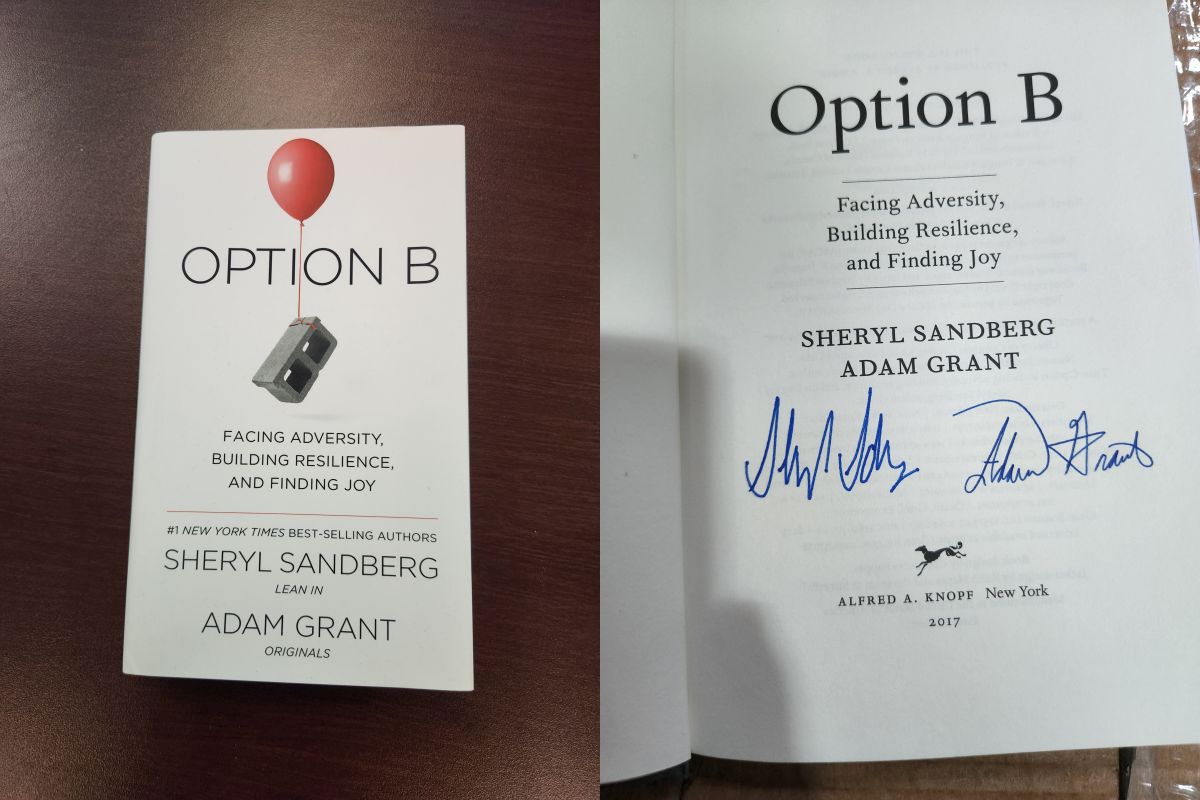 OPTION B
FACING ADVERSITY,
BUILDING RESILIENCE,
AND FINDING JOY
#1 NEW YORK TIMES BEST-SELLING AUTHORS
SHERYL SANDBERG
LEAN IN
ADAM GRANT
ORIGINALS
Option B
Facing Adversity,
Building Resilience,
and Finding Joy
SHERYL SANDBERG
ADAM GRANT
Adam Grant
ALFRED A. KNOPF New York
2017